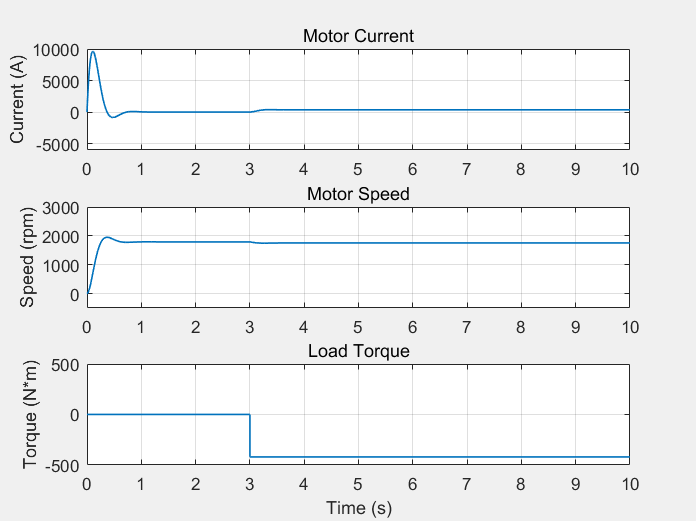 Motor Current
Current (A)
10000
5000
0
-5000
0 1 2 3 4 5 6 7 8 9 10
Motor Speed
Speed (rpm)
3000
2000
1000
0
0 1 2 3 4 5 6 7 8 9 10
Load Torque
Torque (N*m)
500
0
-500
0 1 2 3 4 5 6 7 8 9 10
Time (s)